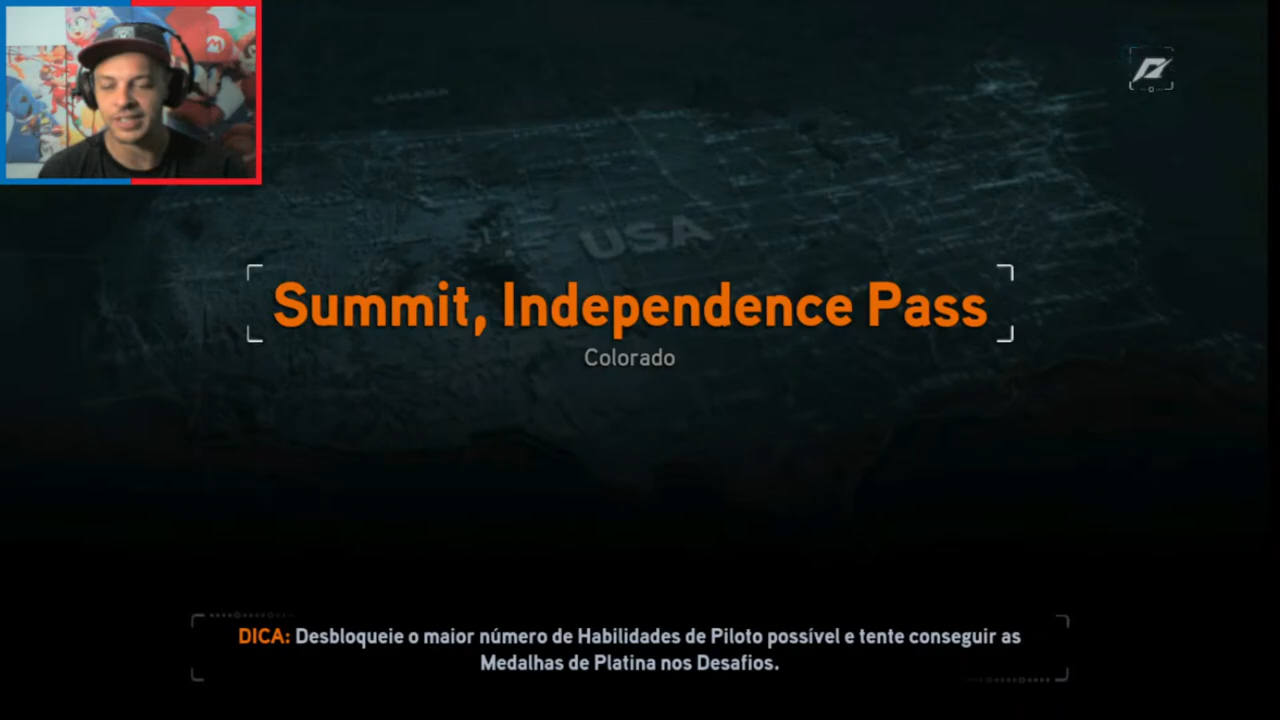 CANADA
USA
Summit, Independence Pass
Colorado
DICA: Desbloqueie o maior número de Habilidades de Piloto possível e tente conseguir as
Medalhas de Platina nos Desafios.